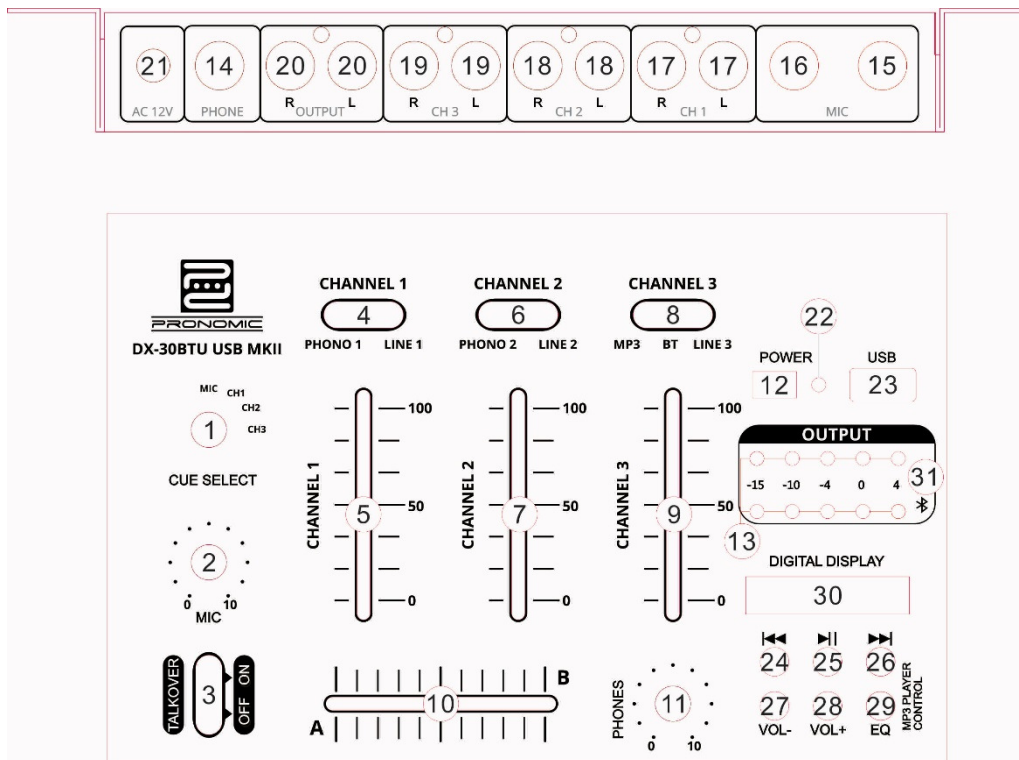 21 14 20 20 19 19 18 18 17 17 16 15
R L R L R L R L
AC 12V PHONE OUTPUT CH 3 CH 2 CH 1 MIC
PRONOMIC
DX-30BTU USB MKII
CHANNEL 1 CHANNEL 2 CHANNEL 3
4 6 8
PHONO 1 LINE 1 PHONO 2 LINE 2 MP3 BT LINE 3
22
POWER USB
12 23
MIC CH1 CH2 CH3
1
CUE SELECT
2
0 10
MIC
TALKOVER
3
OFF ON
CHANNEL 1
100
50
0
5
CHANNEL 2
100
50
0
7
CHANNEL 3
100
50
0
9
OUTPUT
-15 -10 -4 0 4
31
13
DIGITAL DISPLAY
30
24 25 26
27 28 29
VOL- VOL+ EQ
MP3 PLAYER
CONTROL
A B
10
PHONES
11
0 10